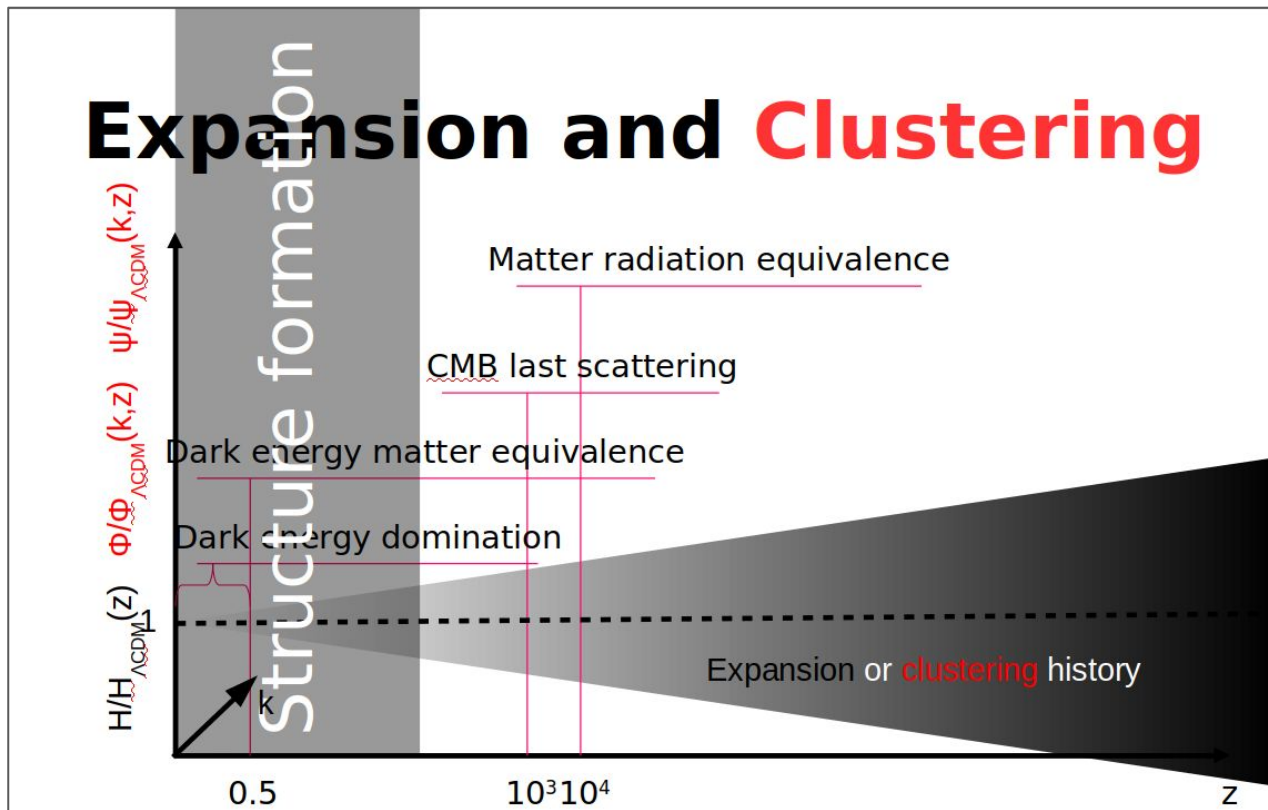 Expansion and Clustering
Structure formation
Matter radiation equivalence
CMB last scattering
Dark energy matter equivalence
Dark energy domination
Ψ/Ψ_ΛCDM(k,z)
Φ/Φ_ΛCDM(k,z)
H/H_ΛCDM(z)
1
Expansion or clustering history
k
0.5
10³10⁴
z